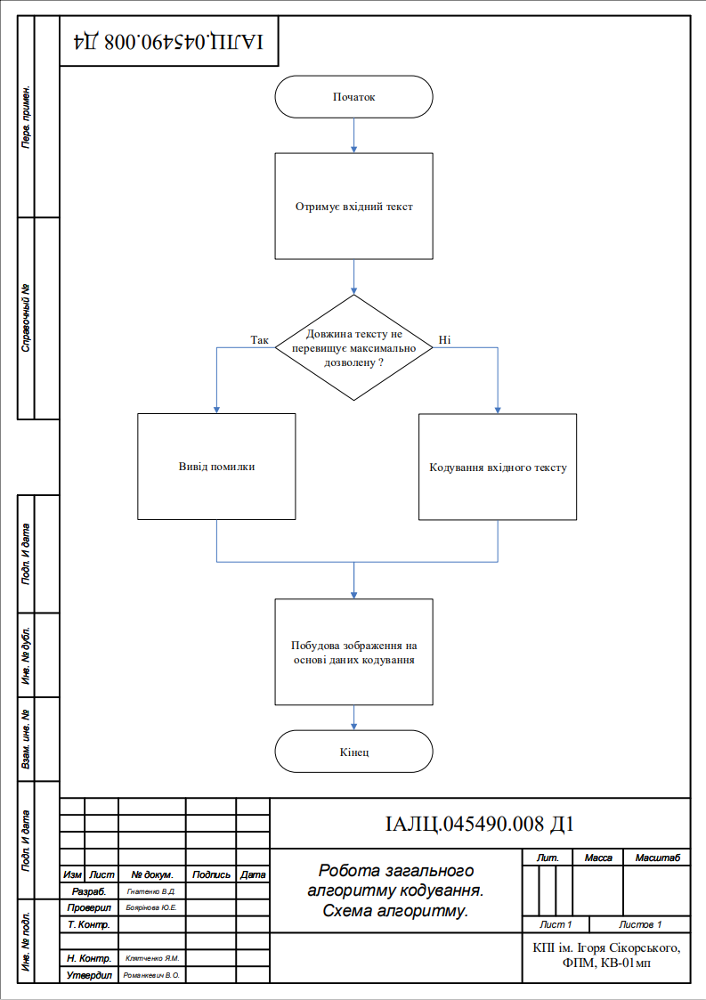 ІАЛЦ.045490.008 Д4
Перв. примен.
Справочный №
Подп. И дата
Инв. № дубл.
Взам. инв. №
Подп. И дата
Инв. № подл.
Початок
Отримує вхідний текст
Довжина тексту не
перевищує максимально
дозволену ?
Так
Ні
Вивід помилки
Кодування вхідного тексту
Побудова зображення на
основі даних кодування
Кінец
ІАЛЦ.045490.008 Д1
Изм Лист № докум. Подпись Дата
Разраб. Гнатенко В.Д.
Проверил Боярінова Ю.Е.
Т. Контр.
Н. Контр. Клятченко Я.М.
Утвердил Романкевич В.О.
Робота загального
алгоритму кодування.
Схема алгоритму.
Лит. Масса Масштаб
Лист 1 Листов 1
КПІ ім. Ігоря Сікорського,
ФПМ, КВ-01мп